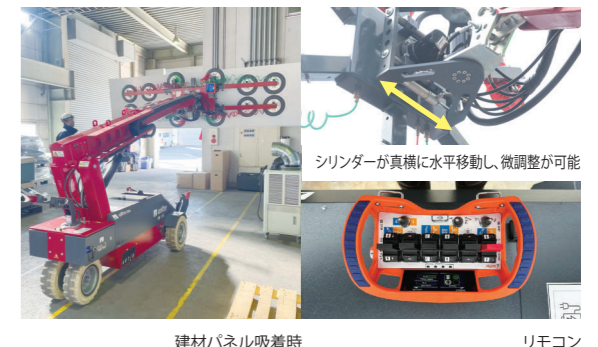 シリンダーが真横に水平移動し、微調整が可能
建材パネル吸着時
リモコン